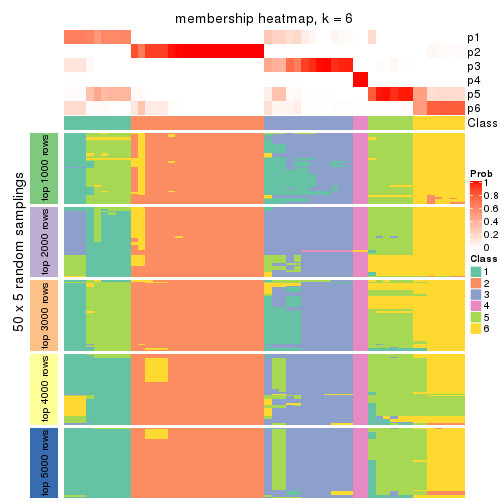 membership heatmap, k = 6
p1
p2
p3
p4
p5
p6
Class
50 x 5 random samplings
top 1000 rows
top 2000 rows
top 3000 rows
top 4000 rows
top 5000 rows
Prob
1
0.8
0.6
0.4
0.2
0
Class
1
2
3
4
5
6